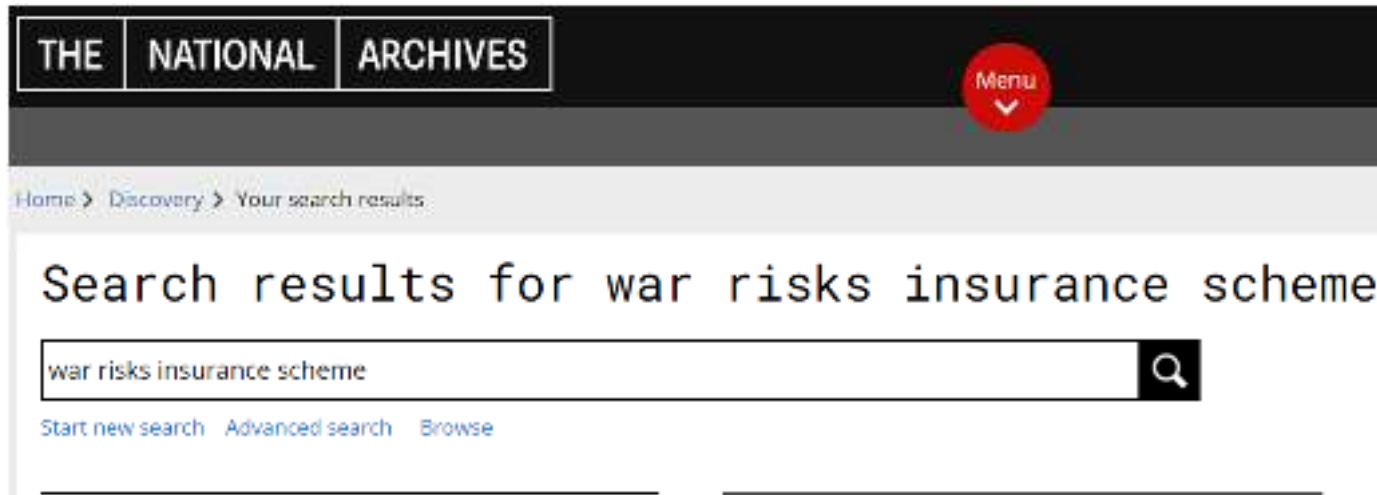 THE NATIONAL ARCHIVES
Menu
Home > Discovery > Your search results
Search results for war risks insurance scheme
war risks insurance scheme
Start new search Advanced search Browse